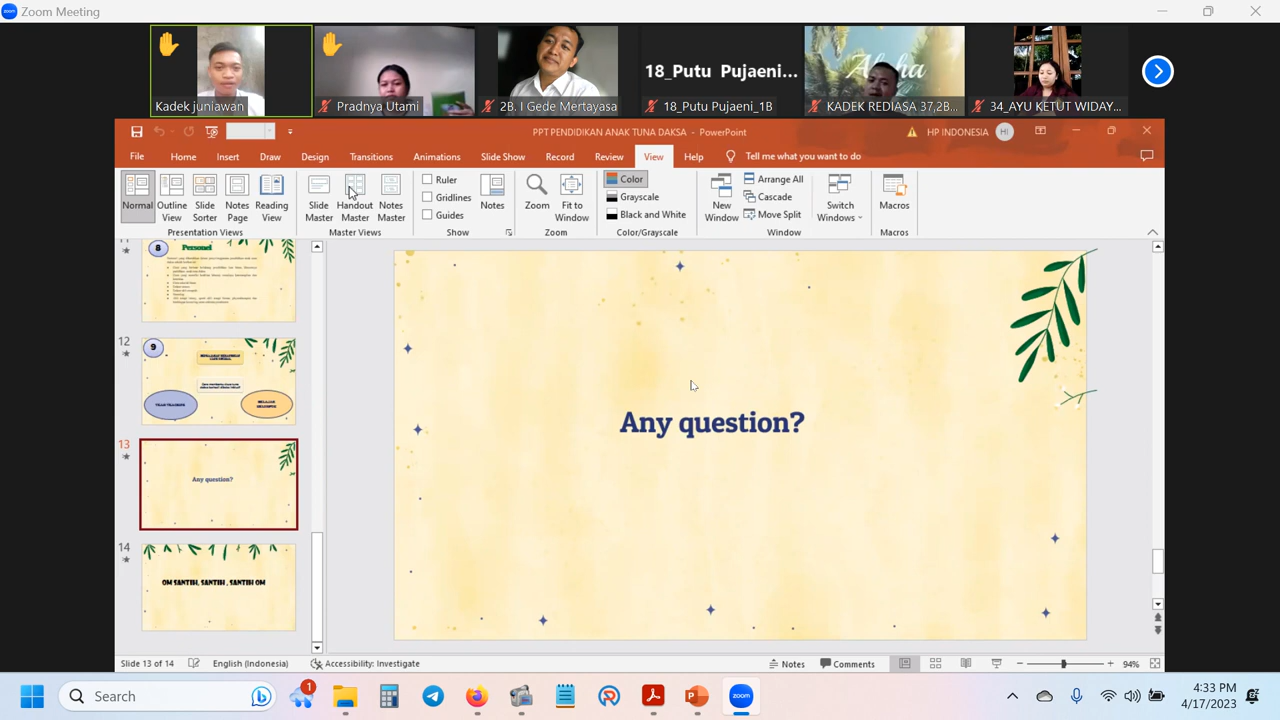 Zoom Meeting
Kadek juniawan
Pradnya Utami
2B. I Gede Mertayasa
18_Putu Pujaeni...
18_Putu Pujaeni_1B
Aloha
KADEK REDIASA 37,2B...
34_AYU KETUT WIDAY...
PPT PENDIDIKAN ANAK TUNA DAKSA - PowerPoint
HP INDONESIA
HI
File Home Insert Draw Design Transitions Animations Slide Show Record Review View Help Tell me what you want to do
Normal
Outline View
Slide Sorter
Notes Page
Reading View
Presentation Views
Slide Master
Handout Master
Notes Master
Master Views
Ruler
Gridlines
Guides
Notes
Show
Zoom
Fit to Window
Zoom
Color
Grayscale
Black and White
Color/Grayscale
New Window
Arrange All
Cascade
Move Split
Switch Windows
Window
Macros
Macros
8
Personel
12
9
TEAM TEACHING
13
Any question?
14
OM SANTIH, SANTIH , SANTIH OM
Any question?
Slide 13 of 14
English (Indonesia)
Accessibility: Investigate
Notes
Comments
94%
Search
1
zoom
4:33 PM
4/17/2023